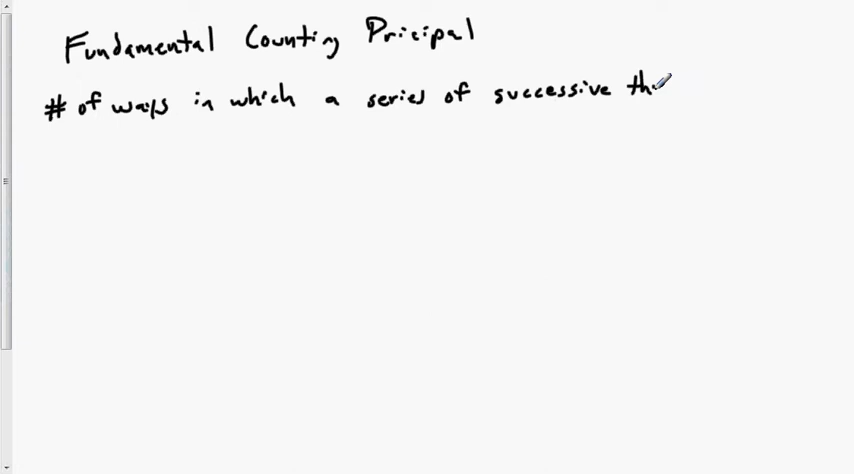 Fundamental Counting Pricipal
# of ways in which a series of successive th